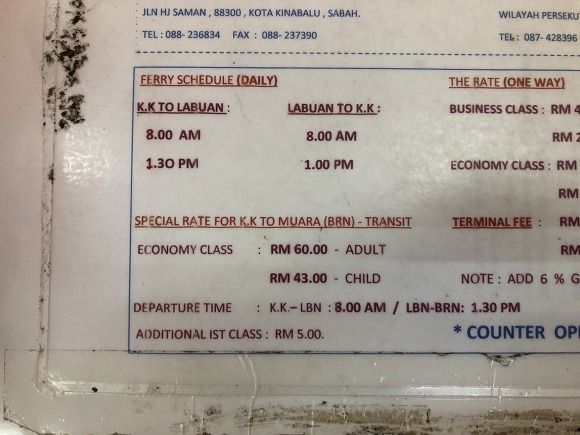 JLN HJ SAMAN , 88300 , KOTA KINABALU , SABAH.
WILAYAH PERSEKUT
TEL : 088- 236834 FAX : 088- 237390
TEL : 087- 428396
FERRY SCHEDULE (DAILY)
THE RATE (ONE WAY)
K.K TO LABUAN :
LABUAN TO K.K :
BUSINESS CLASS : RM 4
8.00 AM
8.00 AM
RM 2
1.30 PM
1.00 PM
ECONOMY CLASS : RM
RM
SPECIAL RATE FOR K.K TO MUARA (BRN) - TRANSIT
TERMINAL FEE : RM
ECONOMY CLASS : RM 60.00 - ADULT
RM
RM 43.00 - CHILD
NOTE : ADD 6 % G
DEPARTURE TIME : K.K.– LBN : 8.00 AM / LBN-BRN: 1.30 PM
ADDITIONAL IST CLASS : RM 5.00.
* COUNTER OPE